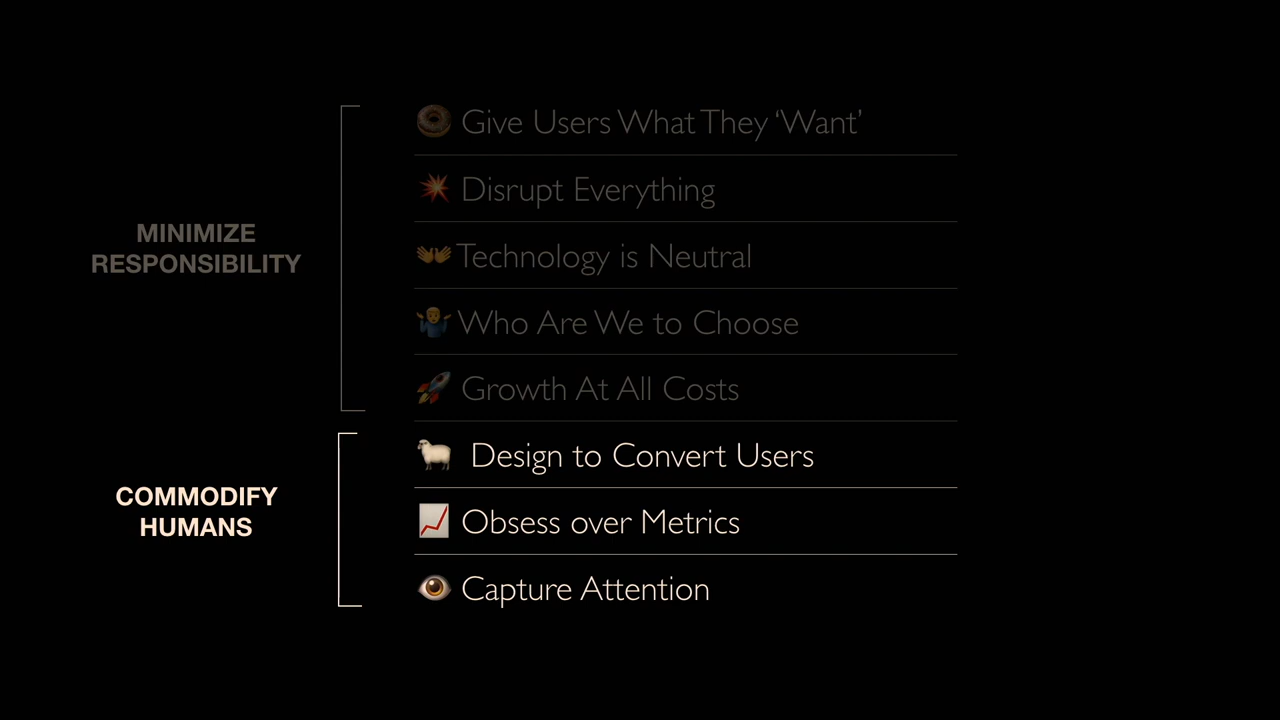 Give Users What They ‘Want’
Disrupt Everything
MINIMIZE
RESPONSIBILITY
Technology is Neutral
Who Are We to Choose
Growth At All Costs
Design to Convert Users
COMMODIFY
HUMANS
Obsess over Metrics
Capture Attention